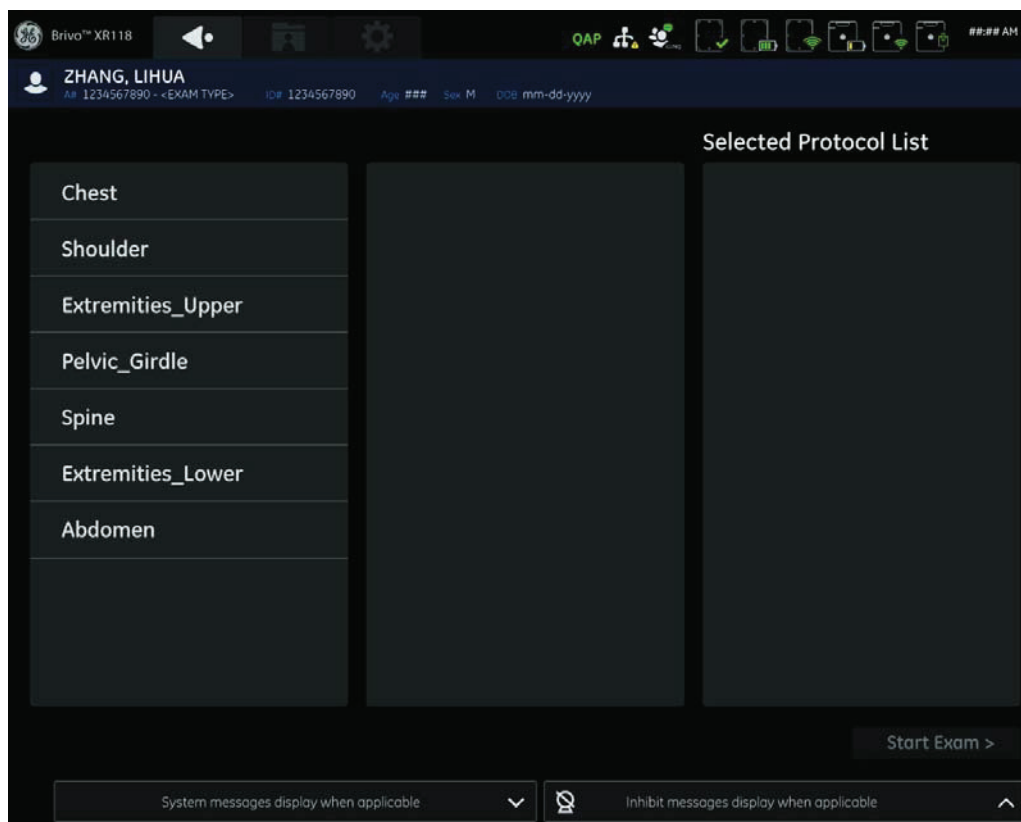 Brivo™ XR118
QAP
##:## AM
ZHANG, LIHUA
A# 1234567890 - <EXAM TYPE> ID# 1234567890 Age ### Sex M DOB mm-dd-yyyy
Selected Protocol List
Chest
Shoulder
Extremities_Upper
Pelvic_Girdle
Spine
Extremities_Lower
Abdomen
Start Exam >
System messages display when applicable
Inhibit messages display when applicable